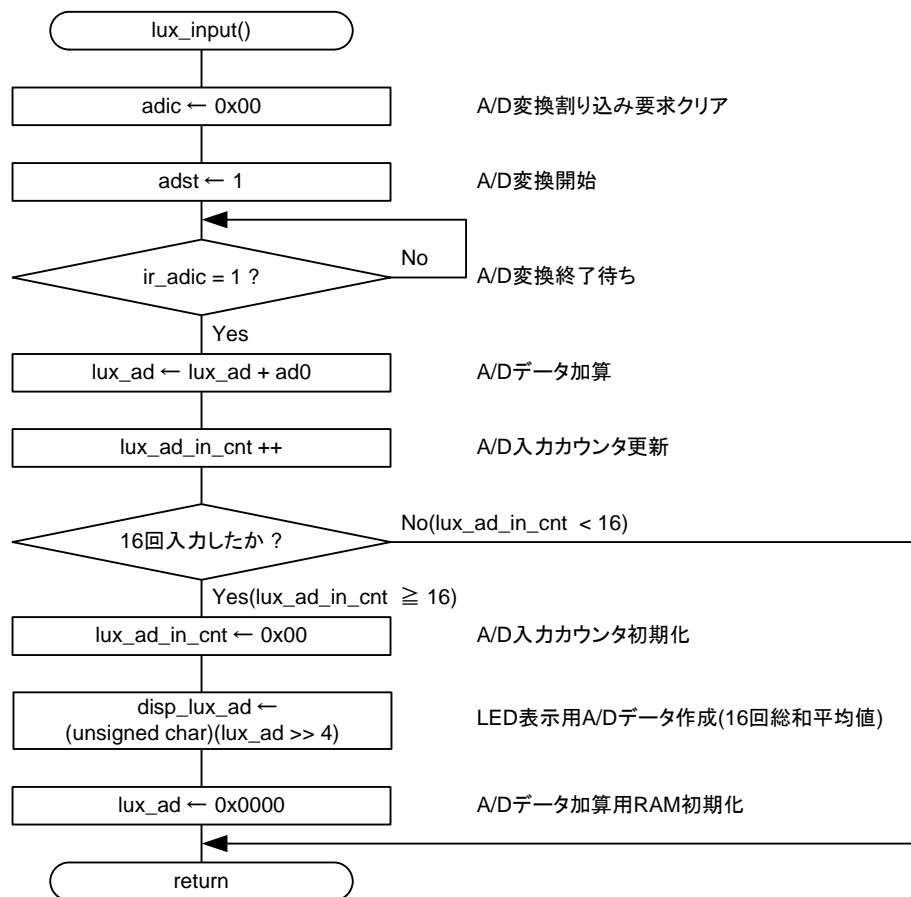 lux_input()
adic ← 0x00
A/D変換割り込み要求クリア
adst ← 1
A/D変換開始
No
ir_adic = 1 ?
A/D変換終了待ち
Yes
lux_ad ← lux_ad + ad0
A/Dデータ加算
lux_ad_in_cnt ++
A/D入力カウンタ更新
No(lux_ad_in_cnt < 16)
16回入力したか ?
Yes(lux_ad_in_cnt ≧ 16)
lux_ad_in_cnt ← 0x00
A/D入力カウンタ初期化
disp_lux_ad ←
(unsigned char)(lux_ad >> 4)
LED表示用A/Dデータ作成(16回総和平均値)
lux_ad ← 0x0000
A/Dデータ加算用RAM初期化
return